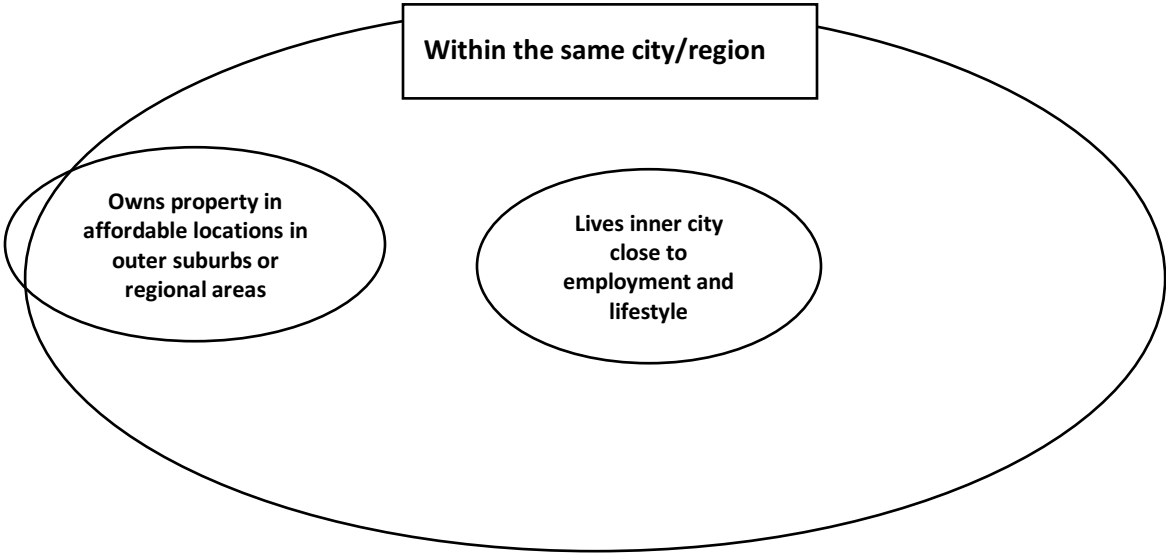 Within the same city/region
Owns property in
affordable locations in
outer suburbs or
regional areas
Lives inner city
close to
employment and
lifestyle